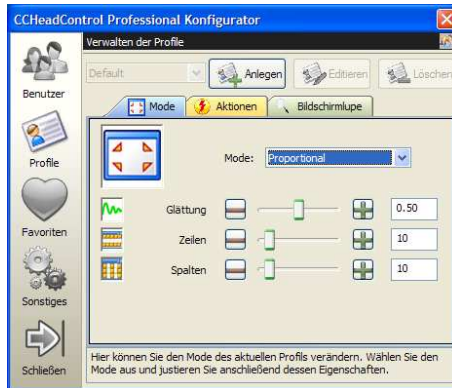 CCHeadControl Professional Konfigurator
Verwalten der Profile
Default Anlegen Editieren Löschen
Benutzer
Mode Aktionen Bildschirmlupe
Mode: Proportional
Profile
Glättung 0.50
Zeilen 10
Favoriten
Spalten 10
Sonstiges
Schließen
Hier können Sie den Mode des aktuellen Profils verändern. Wählen Sie den
Mode aus und justieren Sie anschließend dessen Eigenschaften.